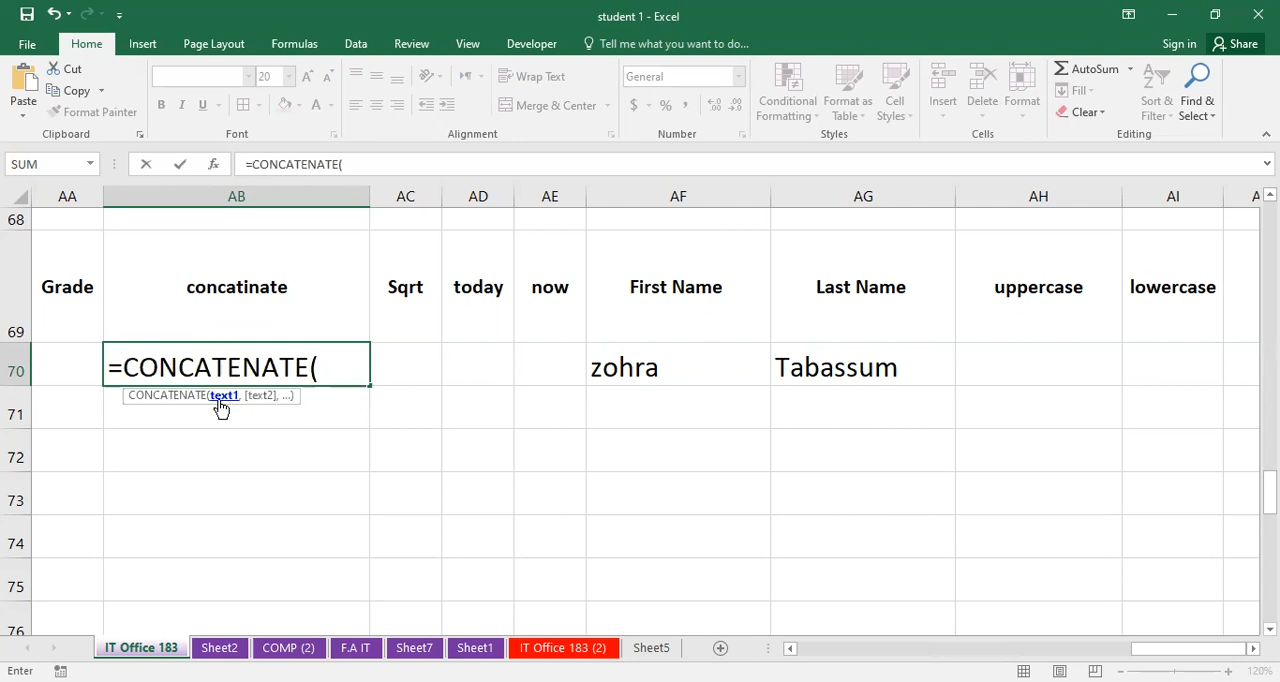 student 1 - Excel
File Home Insert Page Layout Formulas Data Review View Developer Tell me what you want to do... Sign in Share
Paste Cut Copy Format Painter Clipboard
20 B I U A Font
Wrap Text Merge & Center Alignment
General $ % , Number
Conditional Formatting Format as Table Cell Styles Styles
Insert Delete Format Cells
AutoSum Fill Clear Sort & Filter Find & Select Editing
SUM fx =CONCATENATE(
AA AB AC AD AE AF AG AH AI
68
69 Grade concatinate Sqrt today now First Name Last Name uppercase lowercase
70 =CONCATENATE( zohra Tabassum
CONCATENATE(text1, [text2], ...)
71
72
73
74
75
76
IT Office 183 Sheet2 COMP (2) F.A IT Sheet7 Sheet1 IT Office 183 (2) Sheet5
Enter 120%